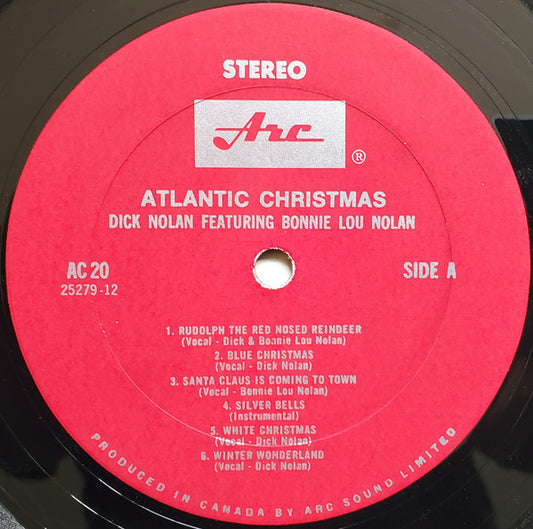 STEREO
Arc
®
ATLANTIC CHRISTMAS
DICK NOLAN FEATURING BONNIE LOU NOLAN
AC 20
25279-12
SIDE A
1. RUDOLPH THE RED NOSED REINDEER
(Vocal - Dick & Bonnie Lou Nolan)
2. BLUE CHRISTMAS
(Vocal - Dick Nolan)
3. SANTA CLAUS IS COMING TO TOWN
(Vocal - Bonnie Lou Nolan)
4. SILVER BELLS
(Instrumental)
5. WHITE CHRISTMAS
(Vocal - Dick Nolan)
6. WINTER WONDERLAND
(Vocal - Dick Nolan)
PRODUCED IN CANADA BY ARC SOUND LIMITED